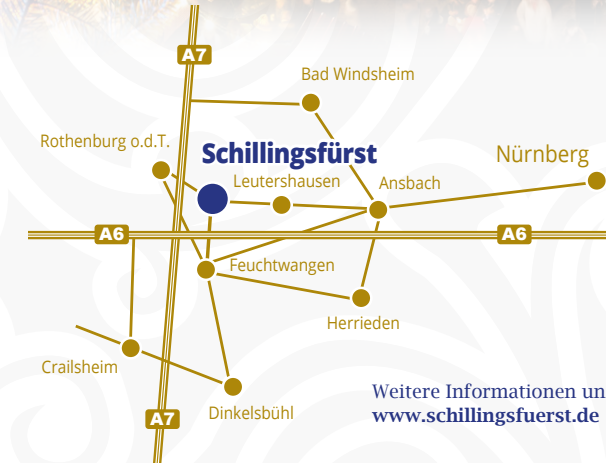 A7
Bad Windsheim
Rothenburg o.d.T.
Schillingsfürst
Nürnberg
Leutershausen
Ansbach
A6
A6
Feuchtwangen
Herrieden
Crailsheim
Dinkelsbühl
A7
Weitere Informationen un
www.schillingsfuerst.de